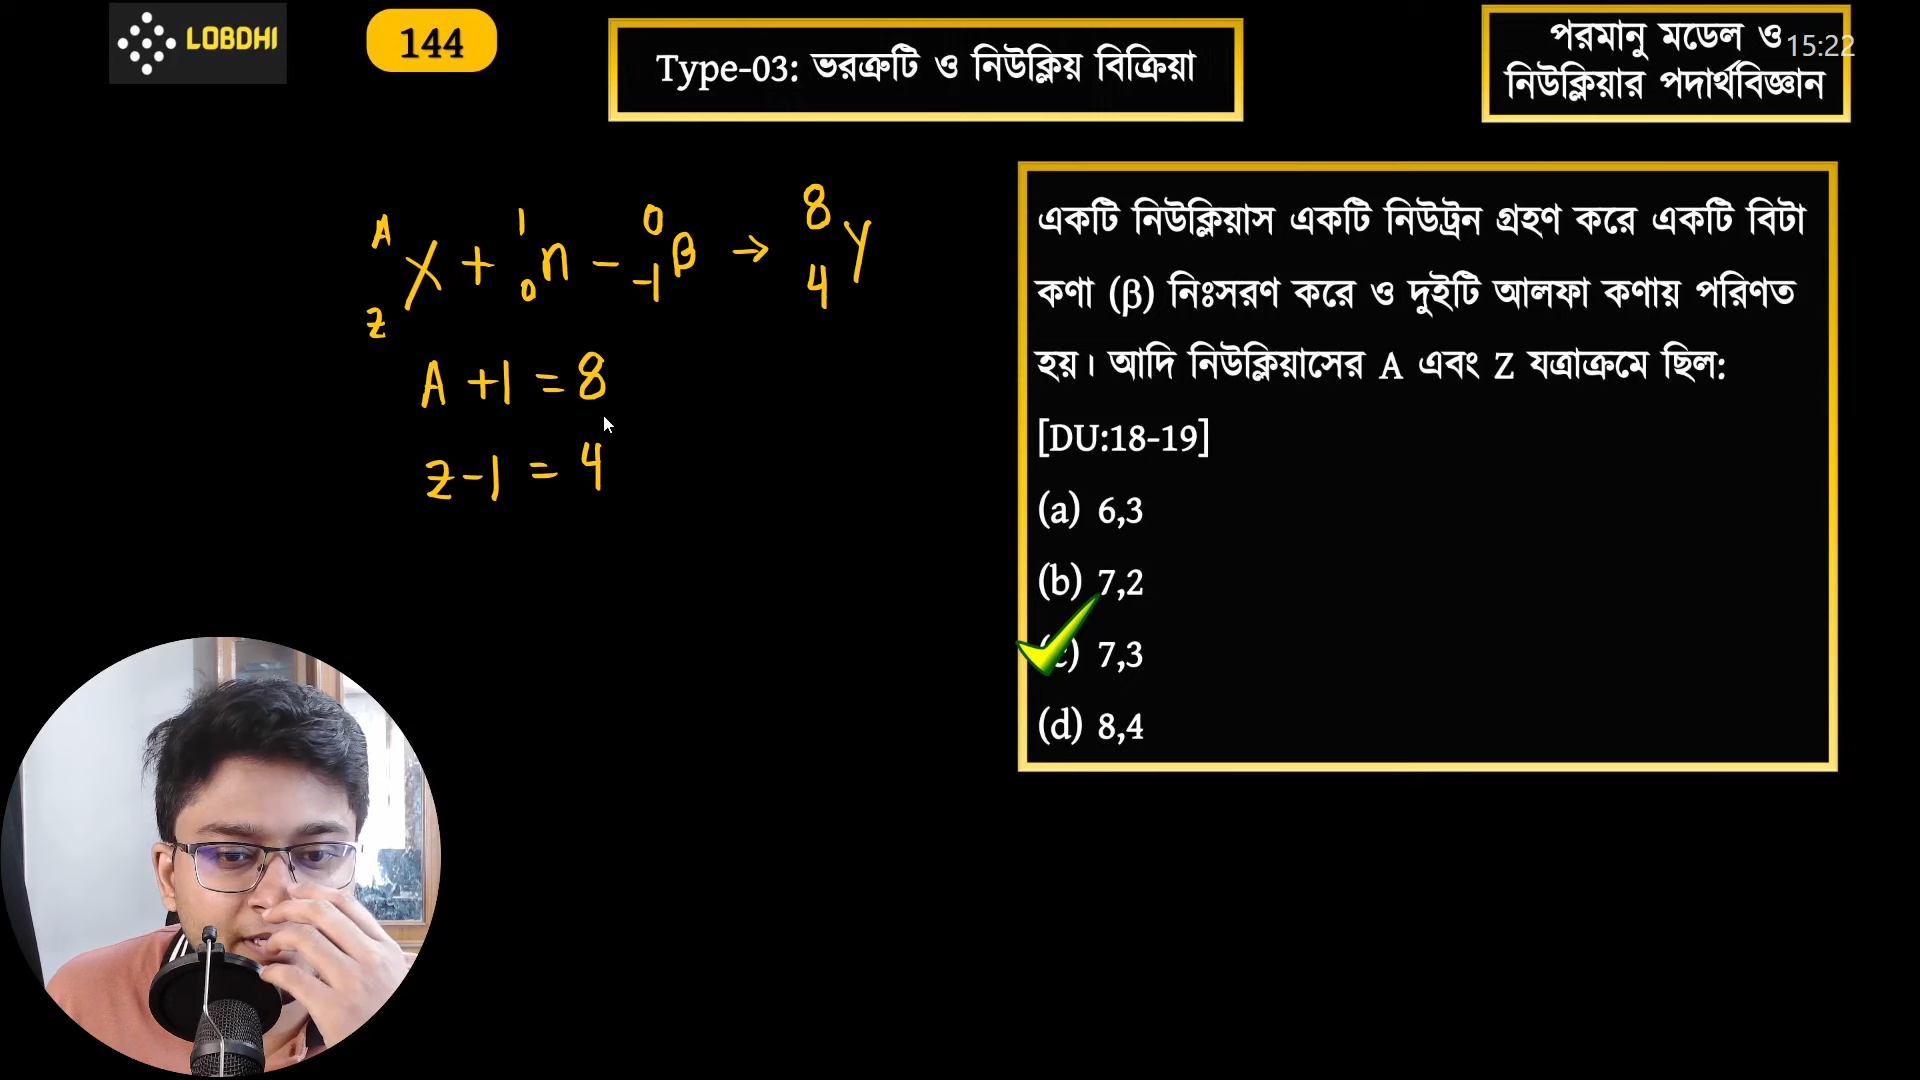 LOBDHI
144
Type-03: ভরত্রুটি ও নিউক্লিয় বিক্রিয়া
পরমানু মডেল ও
15:22
নিউক্লিয়ার পদার্থবিজ্ঞান
A 1 0 8
X + n - β → Y
Z 0 -1 4
A +1 = 8
Z-1 = 4
একটি নিউক্লিয়াস একটি নিউট্রন গ্রহণ করে একটি বিটা
কণা (β) নিঃসরণ করে ও দুইটি আলফা কণায় পরিণত
হয়। আদি নিউক্লিয়াসের A এবং Z যত্রাক্রমে ছিল:
[DU:18-19]
(a) 6,3
(b) 7,2
(c) 7,3
(d) 8,4